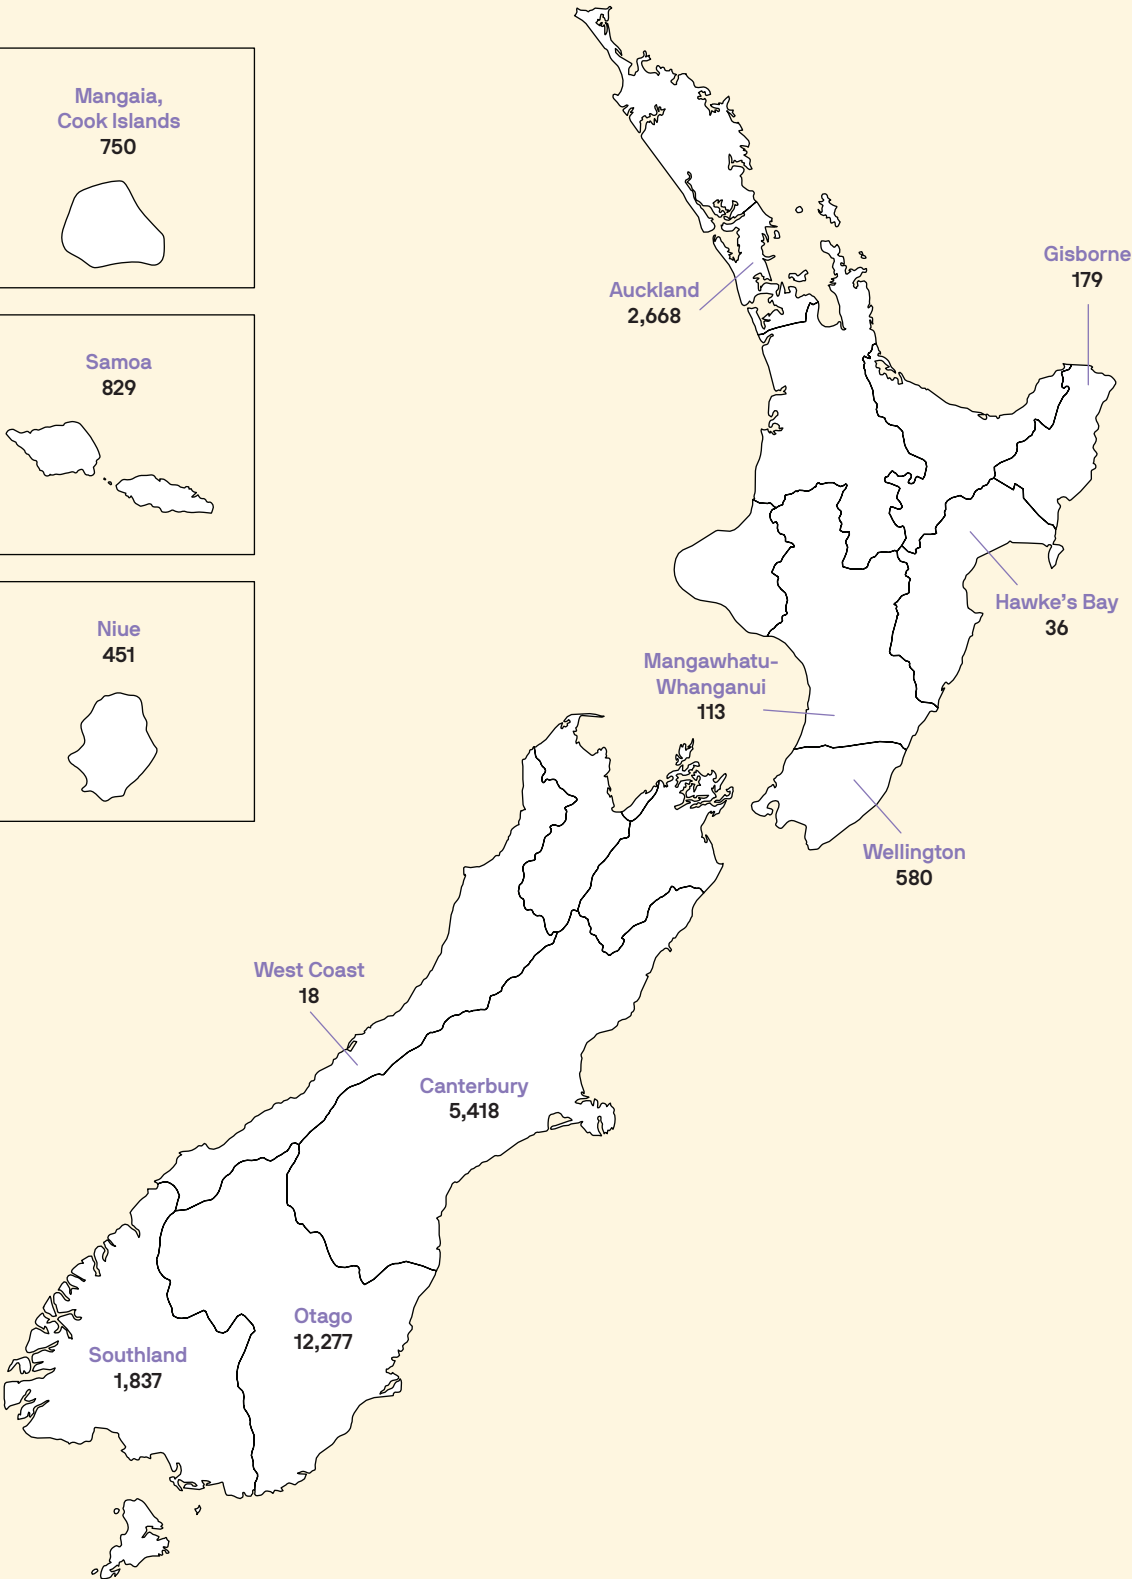 Mangaia,
Cook Islands
750
Samoa
829
Niue
451
Auckland
2,668
Gisborne
179
Hawke's Bay
36
Mangawhatu-
Whanganui
113
Wellington
580
West Coast
18
Canterbury
5,418
Otago
12,277
Southland
1,837